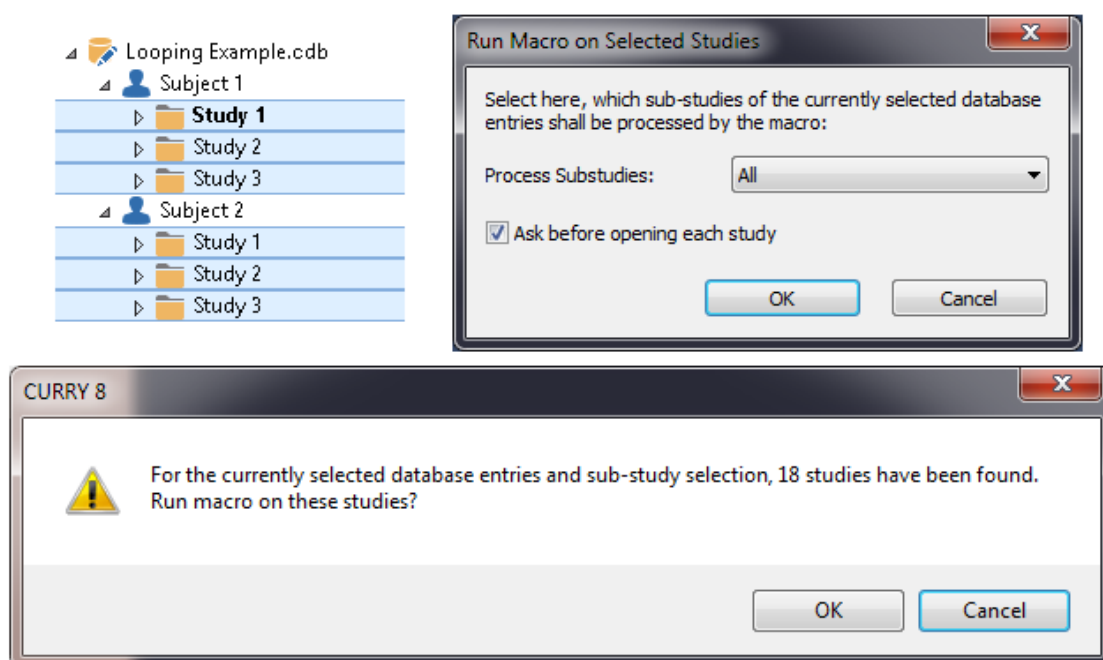 Looping Example.cdb
Subject 1
Study 1
Study 2
Study 3
Subject 2
Study 1
Study 2
Study 3
Run Macro on Selected Studies
Select here, which sub-studies of the currently selected database
entries shall be processed by the macro:
Process Substudies: All
Ask before opening each study
OK Cancel
CURRY 8
For the currently selected database entries and sub-study selection, 18 studies have been found.
Run macro on these studies?
OK Cancel